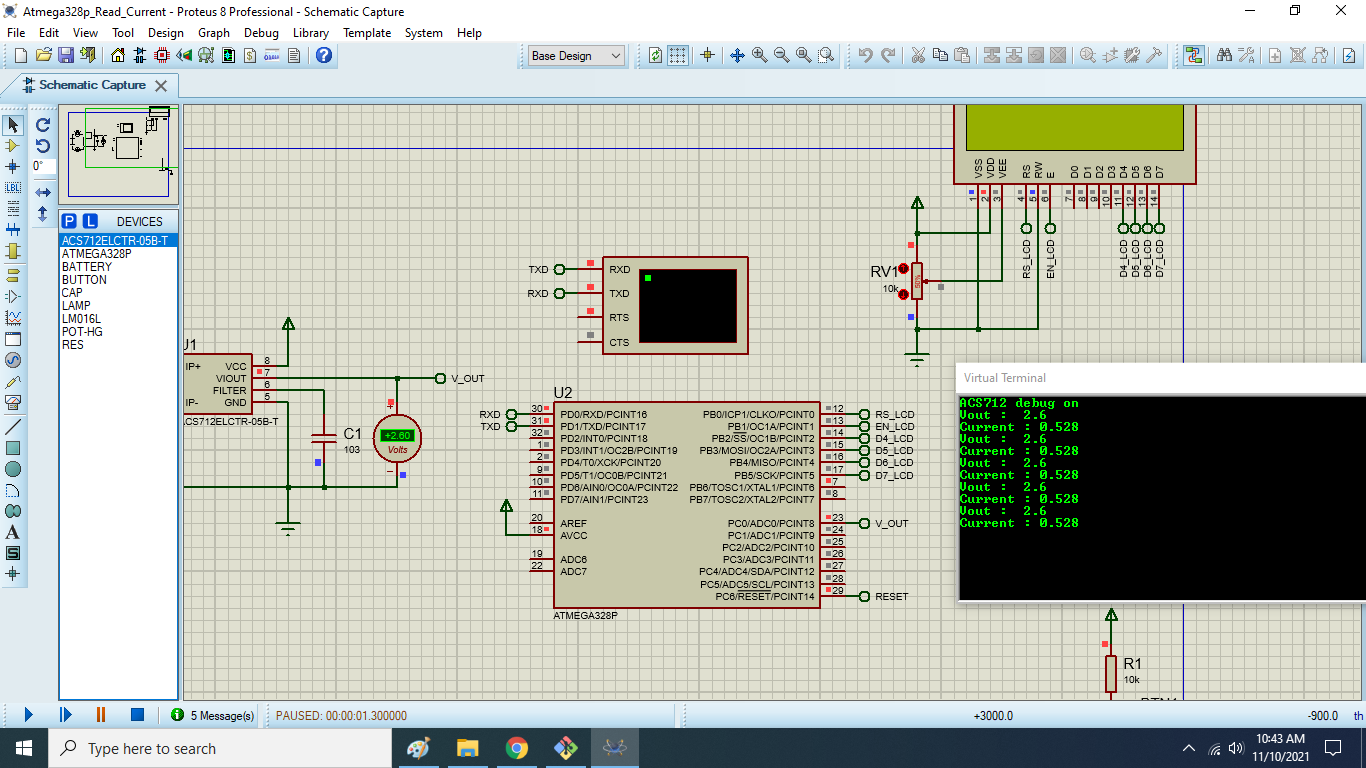 Atmega328p_Read_Current - Proteus 8 Professional - Schematic Capture
File Edit View Tool Design Graph Debug Library Template System Help
Base Design
Schematic Capture
0°
LBL
P L DEVICES
ACS712ELCTR-05B-T
ATMEGA328P
BATTERY
BUTTON
CAP
LAMP
LM016L
POT-HG
RES
A
S
J1
IP+
IP-
VCC
VIOUT
FILTER
GND
8
7
6
5
ACS712ELCTR-05B-T
V_OUT
C1
103
+2.60
Volts
TXD
RXD
RXD
TXD
RTS
CTS
VSS
VDD
VEE
RS
RW
E
D0
D1
D2
D3
D4
D5
D6
D7
1
2
3
4
5
6
7
8
9
10
11
12
13
14
RS_LCD
EN_LCD
D4_LCD
D5_LCD
D6_LCD
D7_LCD
RV1
10k
50%
U2
RXD 30 PD0/RXD/PCINT16
TXD 31 PD1/TXD/PCINT17
32 PD2/INT0/PCINT18
1 PD3/INT1/OC2B/PCINT19
2 PD4/T0/XCK/PCINT20
9 PD5/T1/OC0B/PCINT21
10 PD6/AIN0/OC0A/PCINT22
11 PD7/AIN1/PCINT23
20 AREF
18 AVCC
19 ADC6
22 ADC7
PB0/ICP1/CLKO/PCINT0 12 RS_LCD
PB1/OC1A/PCINT1 13 EN_LCD
PB2/SS/OC1B/PCINT2 14 D4_LCD
PB3/MOSI/OC2A/PCINT3 15 D5_LCD
PB4/MISO/PCINT4 16 D6_LCD
PB5/SCK/PCINT5 17 D7_LCD
PB6/TOSC1/XTAL1/PCINT6 7
PB7/TOSC2/XTAL2/PCINT7 8
PC0/ADC0/PCINT8 23 V_OUT
PC1/ADC1/PCINT9 24
PC2/ADC2/PCINT10 25
PC3/ADC3/PCINT11 26
PC4/ADC4/SDA/PCINT12 27
PC5/ADC5/SCL/PCINT13 28
PC6/RESET/PCINT14 29 RESET
ATMEGA328P
Virtual Terminal
ACS712 debug on
Vout : 2.6
Current : 0.528
Vout : 2.6
Current : 0.528
Vout : 2.6
Current : 0.528
Vout : 2.6
Current : 0.528
Vout : 2.6
Current : 0.528
R1
10k
5 Message(s)
PAUSED: 00:00:01.300000
+3000.0
-900.0
th
Type here to search
10:43 AM
11/10/2021